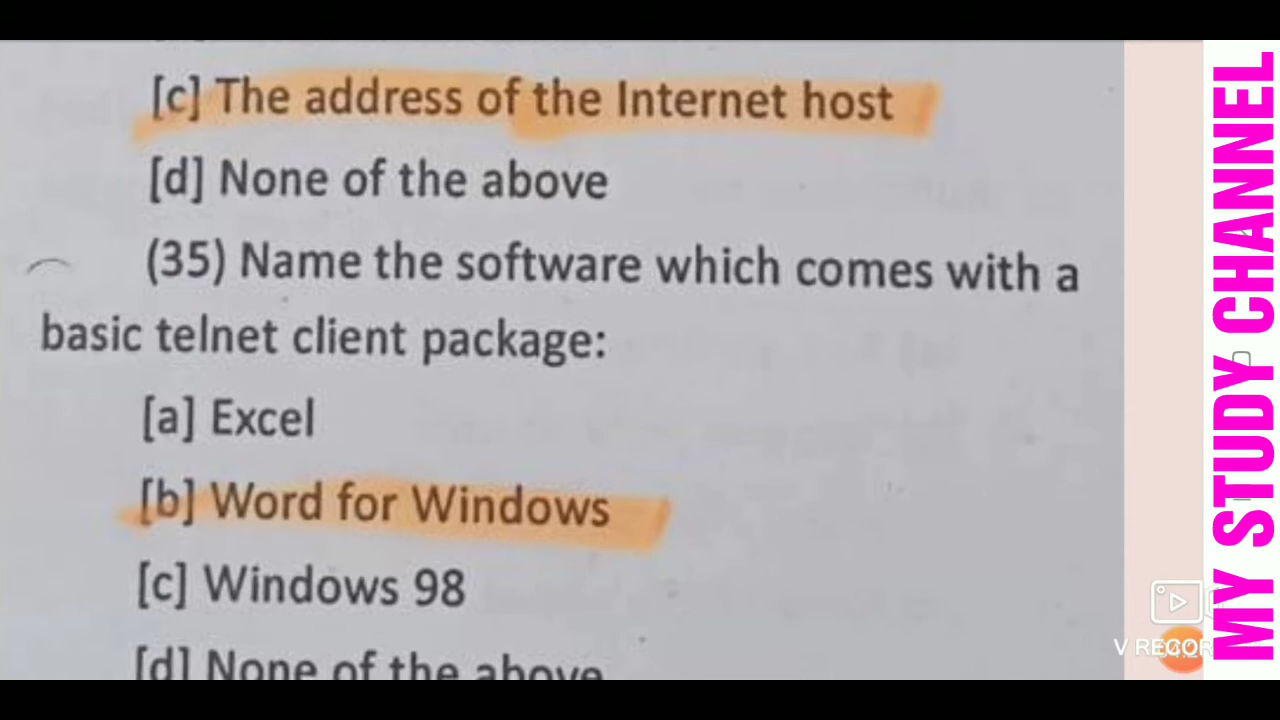 [c] The address of the Internet host
[d] None of the above
(35) Name the software which comes with a
basic telnet client package:
[a] Excel
[b] Word for Windows
[c] Windows 98
[d] None of the above
MY STUDY CHANNEL
V RECOR